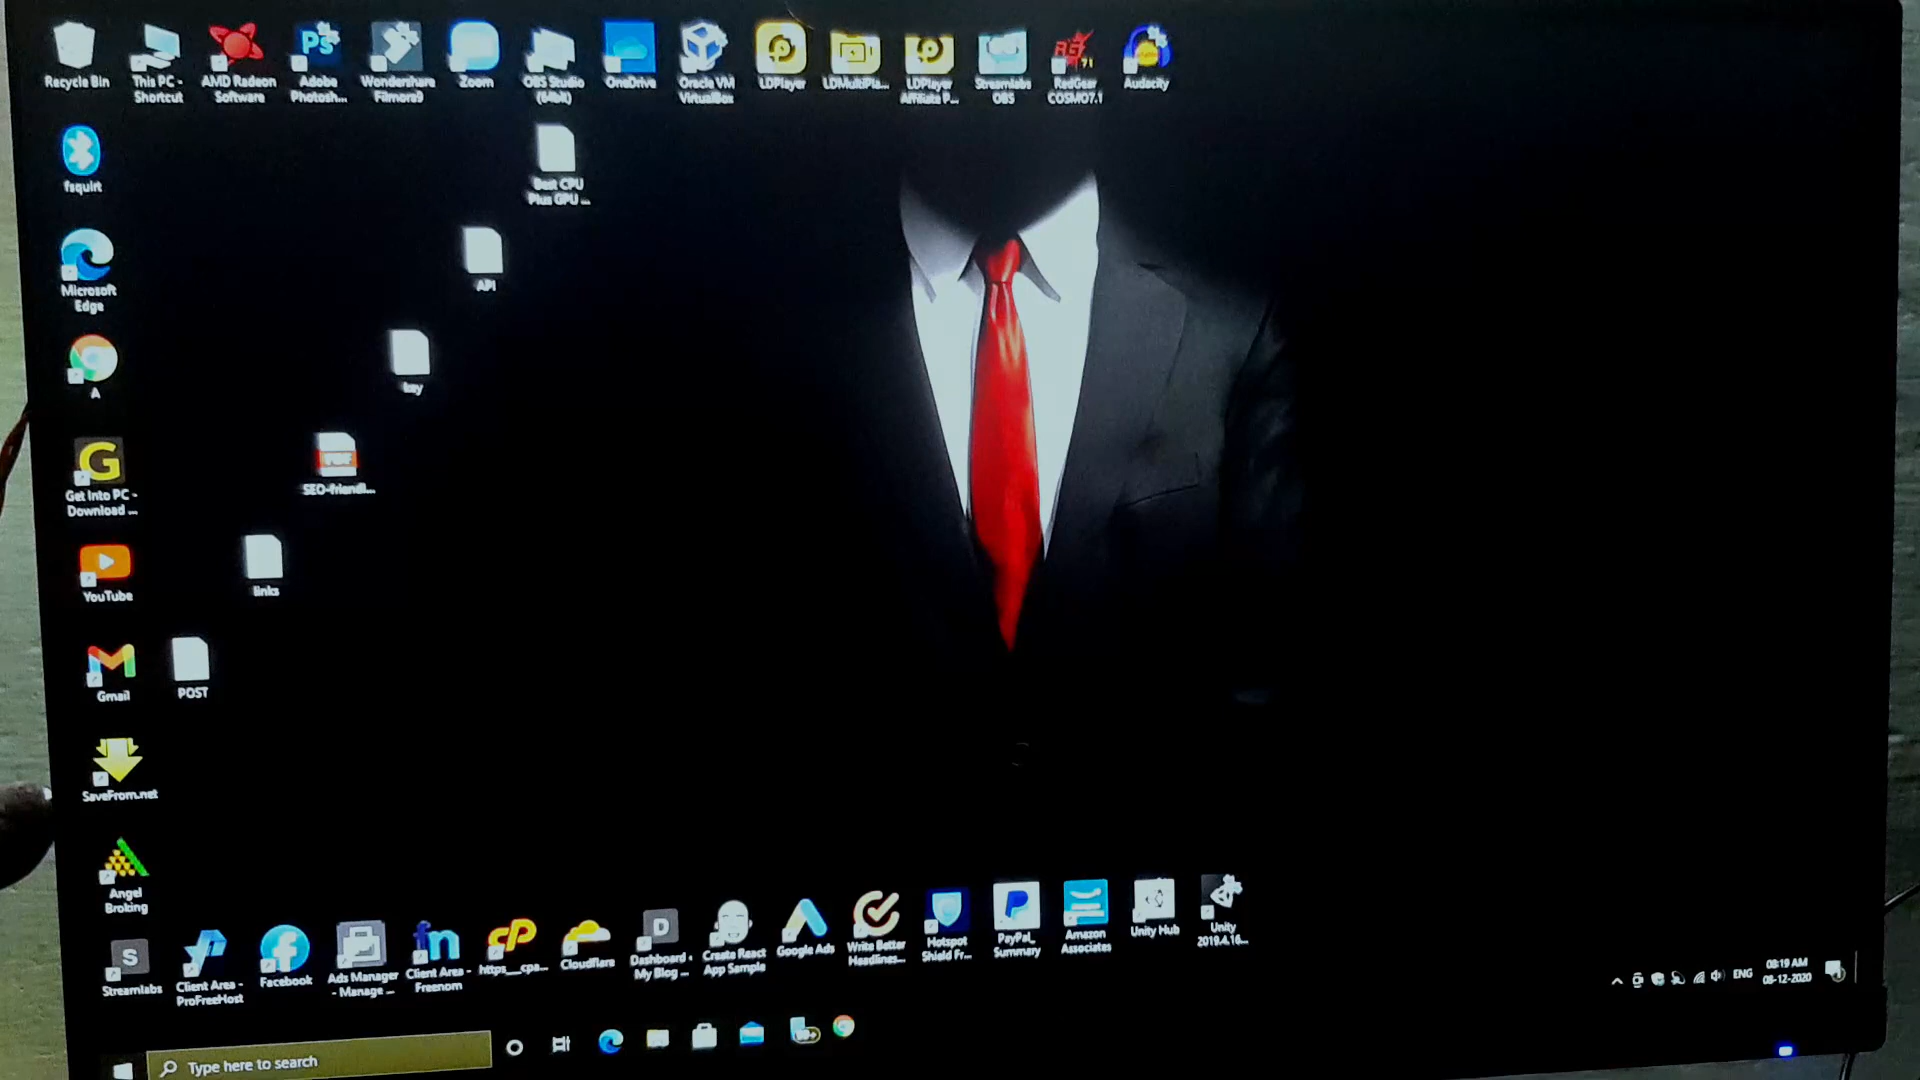 Recycle Bin
This PC -
Shortcut
AMD Radeon
Software
Adobe
Photosh...
Wondershare
Filmora9
Zoom
OBS Studio
(64bit)
OneDrive
Oracle VM
VirtualBox
LDPlayer
LDMultiPla...
LDPlayer
Affiliate P...
Streamlabs
OBS
RedGear
COSMO7.1
Audacity
fsquirt
Best CPU
Plus GPU ...
Microsoft
Edge
API
A
key
Get Into PC -
Download ...
PDF
SEO-friendl...
YouTube
links
Gmail
POST
SaveFrom.net
Angel
Broking
Streamlabs
Client Area -
ProFreeHost
Facebook
Ads Manager
- Manage ...
Client Area -
Freenom
https__cpa...
Cloudflare
Dashboard ‹
My Blog ...
Create React
App Sample
Google Ads
Write Better
Headlines...
Hotspot
Shield Fr...
PayPal_
Summary
Amazon
Associates
Unity Hub
Unity
2019.4.16...
ENG
08:19 AM
08-12-2020
Type here to search